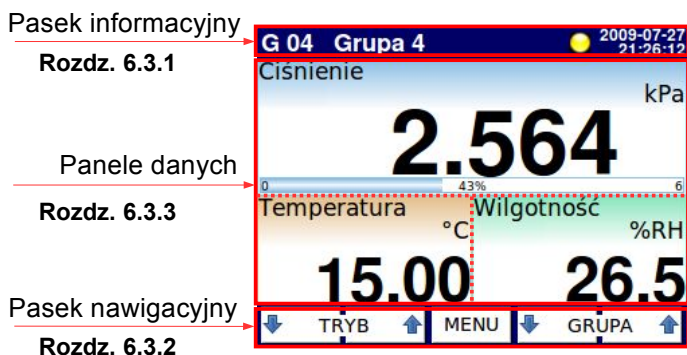 Pasek informacyjny
Rozdz. 6.3.1
Panele danych
Rozdz. 6.3.3
Pasek nawigacyjny
Rozdz. 6.3.2
G 04 Grupa 4
2009-07-27
21:26:12
Ciśnienie
kPa
2.564
0 43% 6
Temperatura
°C
15.00
Wilgotność
%RH
26.5
TRYB MENU GRUPA